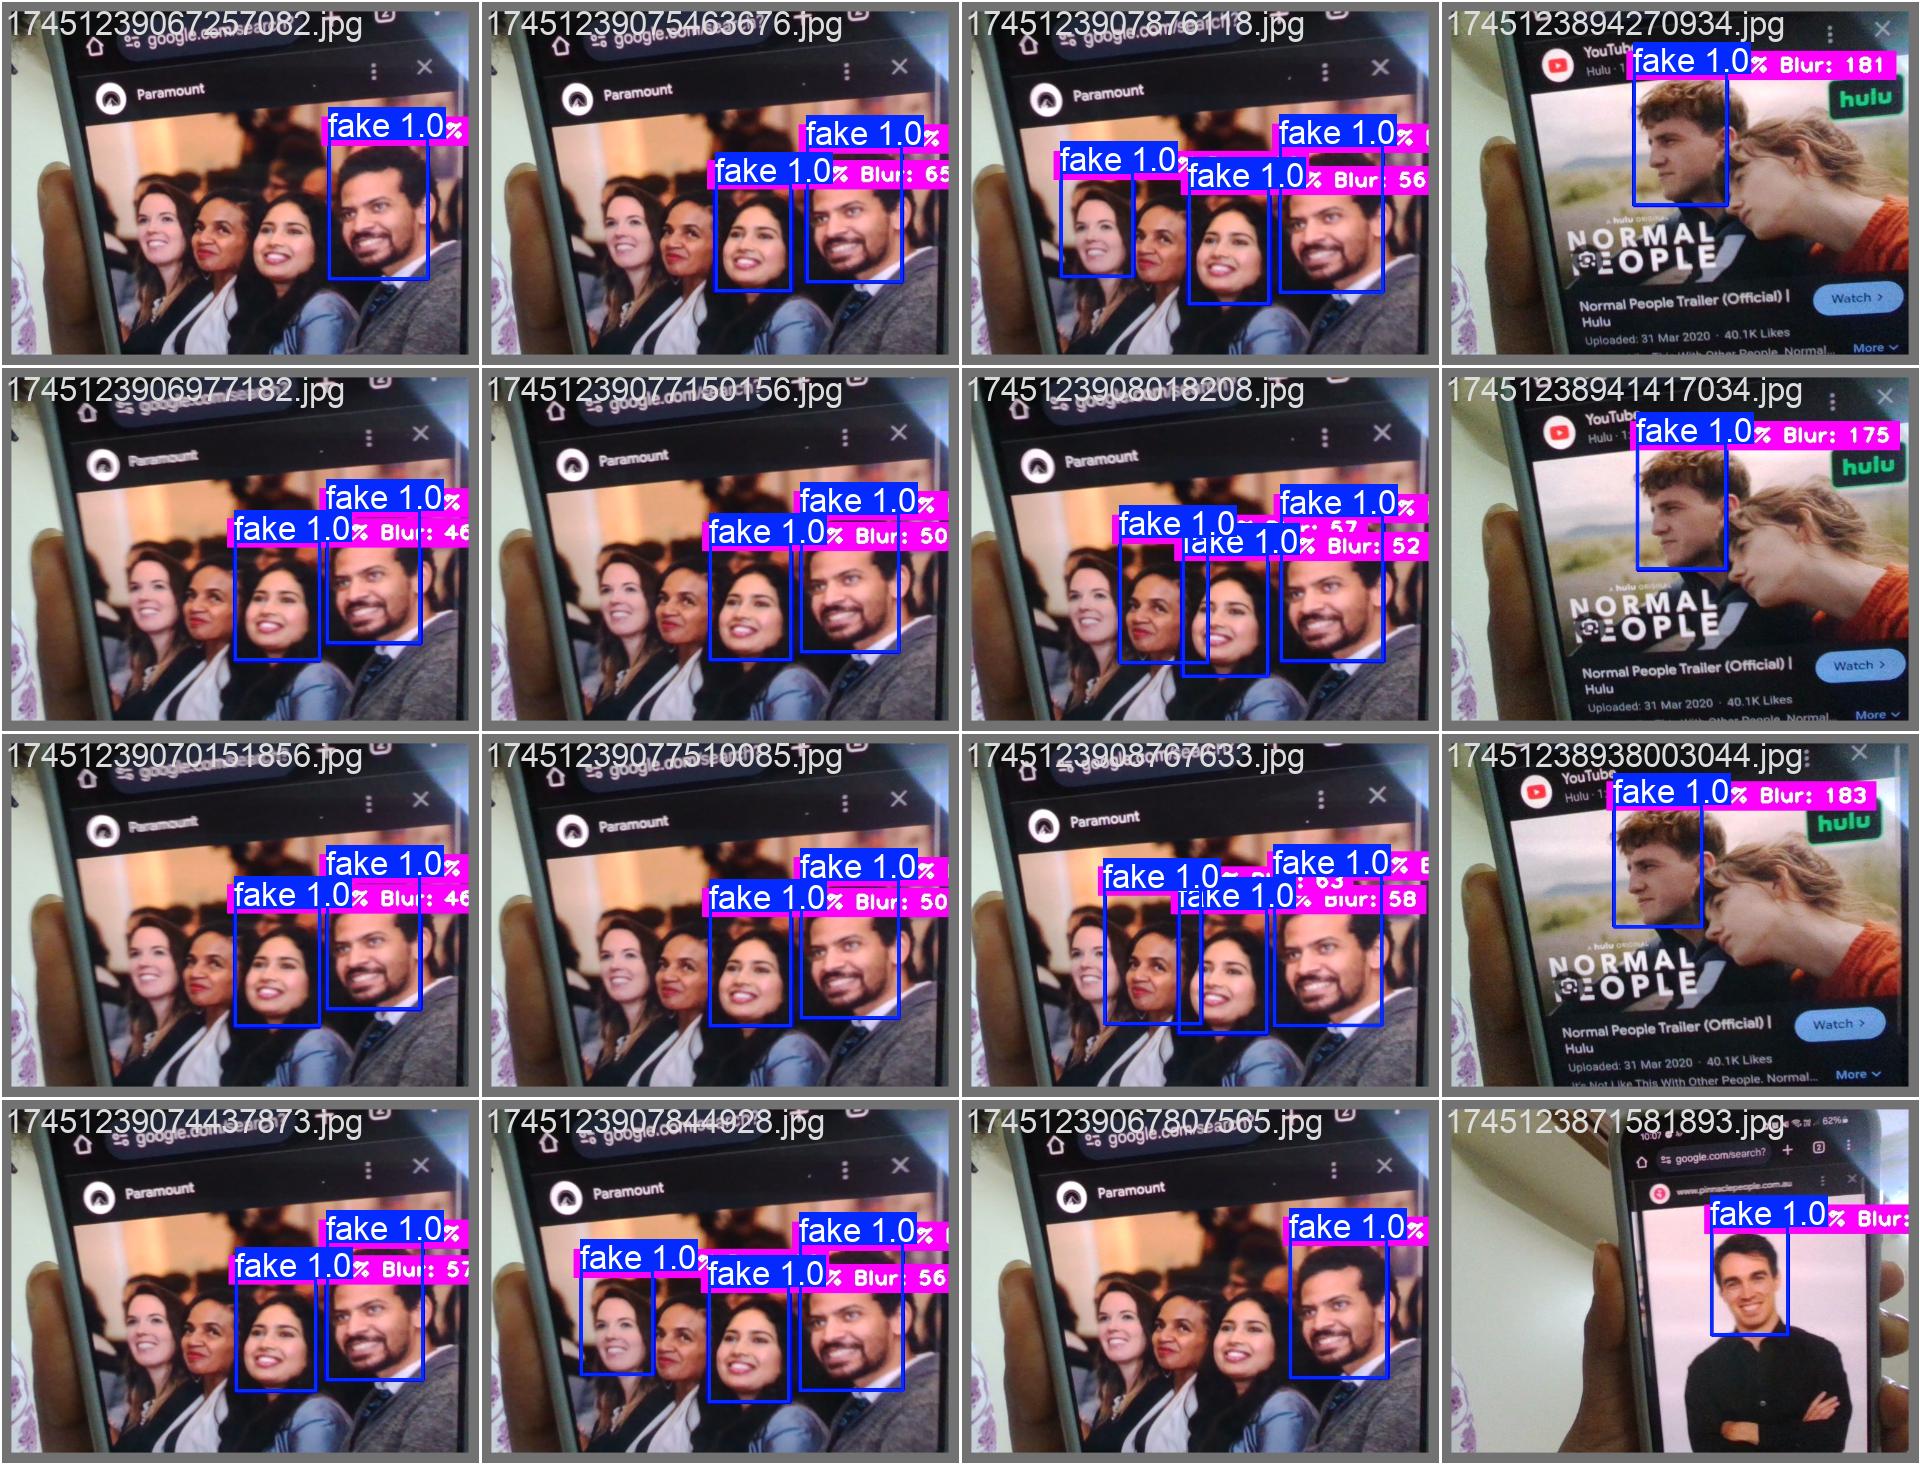 17451239067257082.jpg
google.com/search?
Paramount
fake 1.0%
17451239075463676.jpg
google.com/search?
Paramount
fake 1.0%
fake 1.0% Blur: 65
17451239078761118.jpg
google.com/search?
Paramount
fake 1.0%
fake 1.0%
fake 1.0% Blur: 56
1745123894270934.jpg
YouTube
Hulu · 1
fake 1.0% Blur: 181
hulu
A hulu ORIGINAL
NORMAL
PEOPLE
Normal People Trailer (Official) |
Hulu
Watch >
Uploaded: 31 Mar 2020 · 40.1K Likes
This With Other People. Normal...
More
1745123906977182.jpg
google.com/search?
Paramount
fake 1.0%
fake 1.0% Blur: 46
17451239077150156.jpg
google.com/search?
Paramount
fake 1.0%
fake 1.0% Blur: 50
1745123908018208.jpg
google.com/search?
Paramount
fake 1.0%
fake 1.0% Blur: 57
fake 1.0% Blur: 52
17451238941417034.jpg
YouTube
Hulu · 1:
fake 1.0% Blur: 175
hulu
a hulu ORIGINAL
NORMAL
PEOPLE
Normal People Trailer (Official) |
Hulu
Watch >
Uploaded: 31 Mar 2020 · 40.1K Likes
More
17451239070151856.jpg
google.com/search?
Paramount
fake 1.0%
fake 1.0% Blur: 46
17451239077510085.jpg
google.com/search?
Paramount
fake 1.0%
fake 1.0% Blur: 50
1745123908767633.jpg
google.com/search?
Paramount
fake 1.0% B
fake 1.0% Blur: 63
fake 1.0% Blur: 58
17451238938003044.jpg
YouTube
Hulu · 1:
fake 1.0% Blur: 183
hulu
a hulu ORIGINAL
NORMAL
PEOPLE
Normal People Trailer (Official) |
Hulu
Watch >
Uploaded: 31 Mar 2020 · 40.1K Likes
It's Not Like This With Other People. Normal...
More
17451239074437873.jpg
google.com/search?
Paramount
fake 1.0%
fake 1.0% Blur: 57
1745123907844928.jpg
google.com/search?
Paramount
fake 1.0%
fake 1.0%
fake 1.0% Blur: 56
17451239067807505.jpg
google.com/search?
Paramount
fake 1.0%
1745123871581893.jpg
10:07
62%
google.com/search?
2
www.pinnaclepeople.com.au
fake 1.0% Blur: